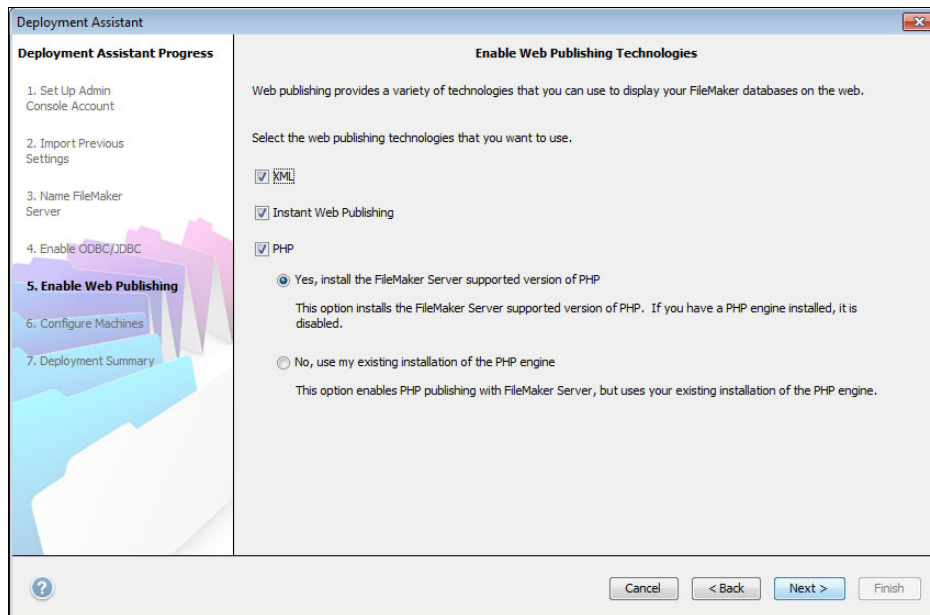 Deployment Assistant
Deployment Assistant Progress
1. Set Up Admin
Console Account
2. Import Previous
Settings
3. Name FileMaker
Server
4. Enable ODBC/JDBC
5. Enable Web Publishing
6. Configure Machines
7. Deployment Summary
Enable Web Publishing Technologies
Web publishing provides a variety of technologies that you can use to display your FileMaker databases on the web.
Select the web publishing technologies that you want to use.
XML
Instant Web Publishing
PHP
Yes, install the FileMaker Server supported version of PHP
This option installs the FileMaker Server supported version of PHP. If you have a PHP engine installed, it is
disabled.
No, use my existing installation of the PHP engine
This option enables PHP publishing with FileMaker Server, but uses your existing installation of the PHP engine.
?
Cancel
< Back
Next >
Finish